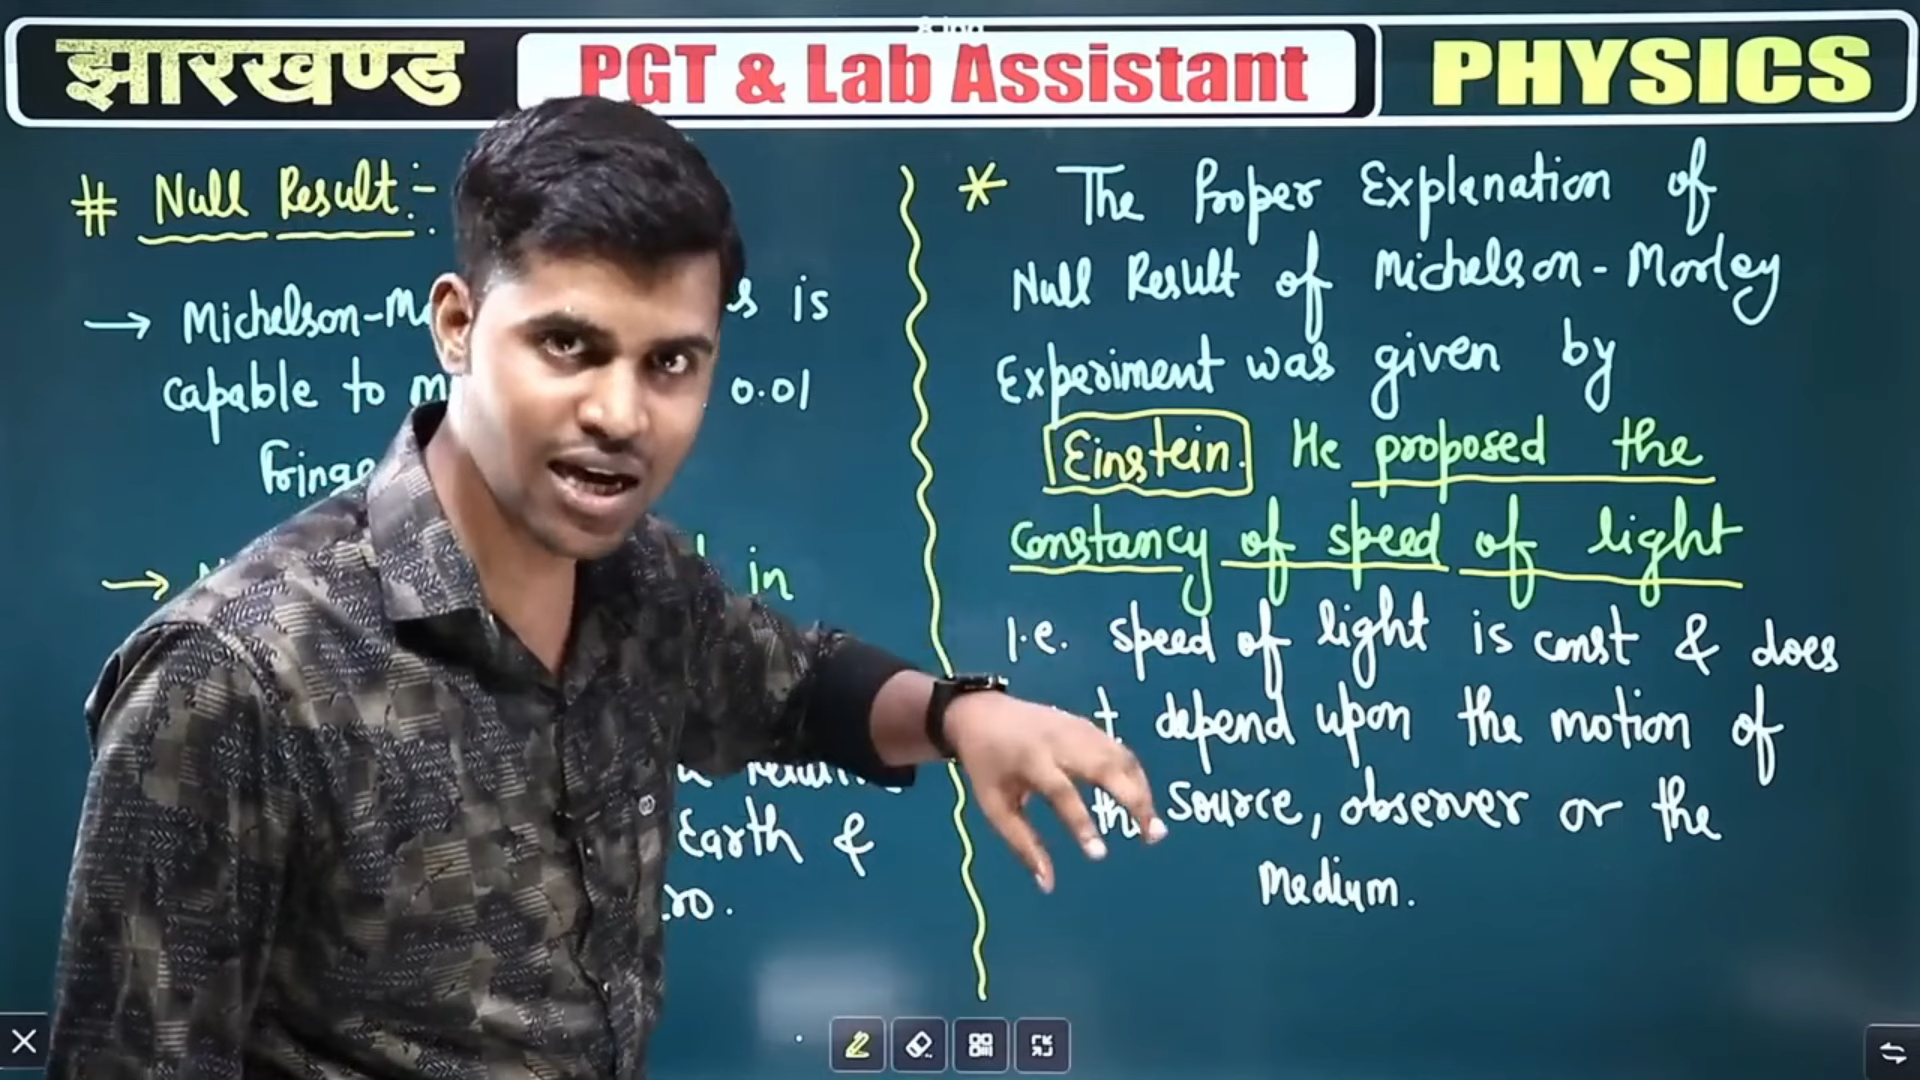 झारखण्ड PGT & Lab Assistant PHYSICS
# Null Result :-
→ Michelson-Mo is
capable to m 0.01
Fringe
→ in
Earth &
* The Proper Explanation of
Null Result of Michelson-Morley
Experiment was given by
Einstein. He proposed the
constancy of speed of light
I.e. speed of light is const & does
depend upon the motion of
the source, observer or the
Medium.